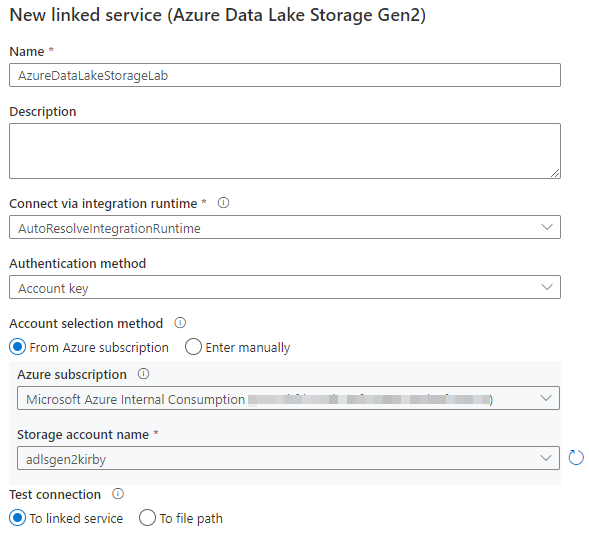 New linked service (Azure Data Lake Storage Gen2)
Name *
AzureDataLakeStorageLab
Description
Connect via integration runtime *
AutoResolveIntegrationRuntime
Authentication method
Account key
Account selection method
From Azure subscription Enter manually
Azure subscription
Microsoft Azure Internal Consumption )
Storage account name *
adlsgen2kirby
Test connection
To linked service To file path